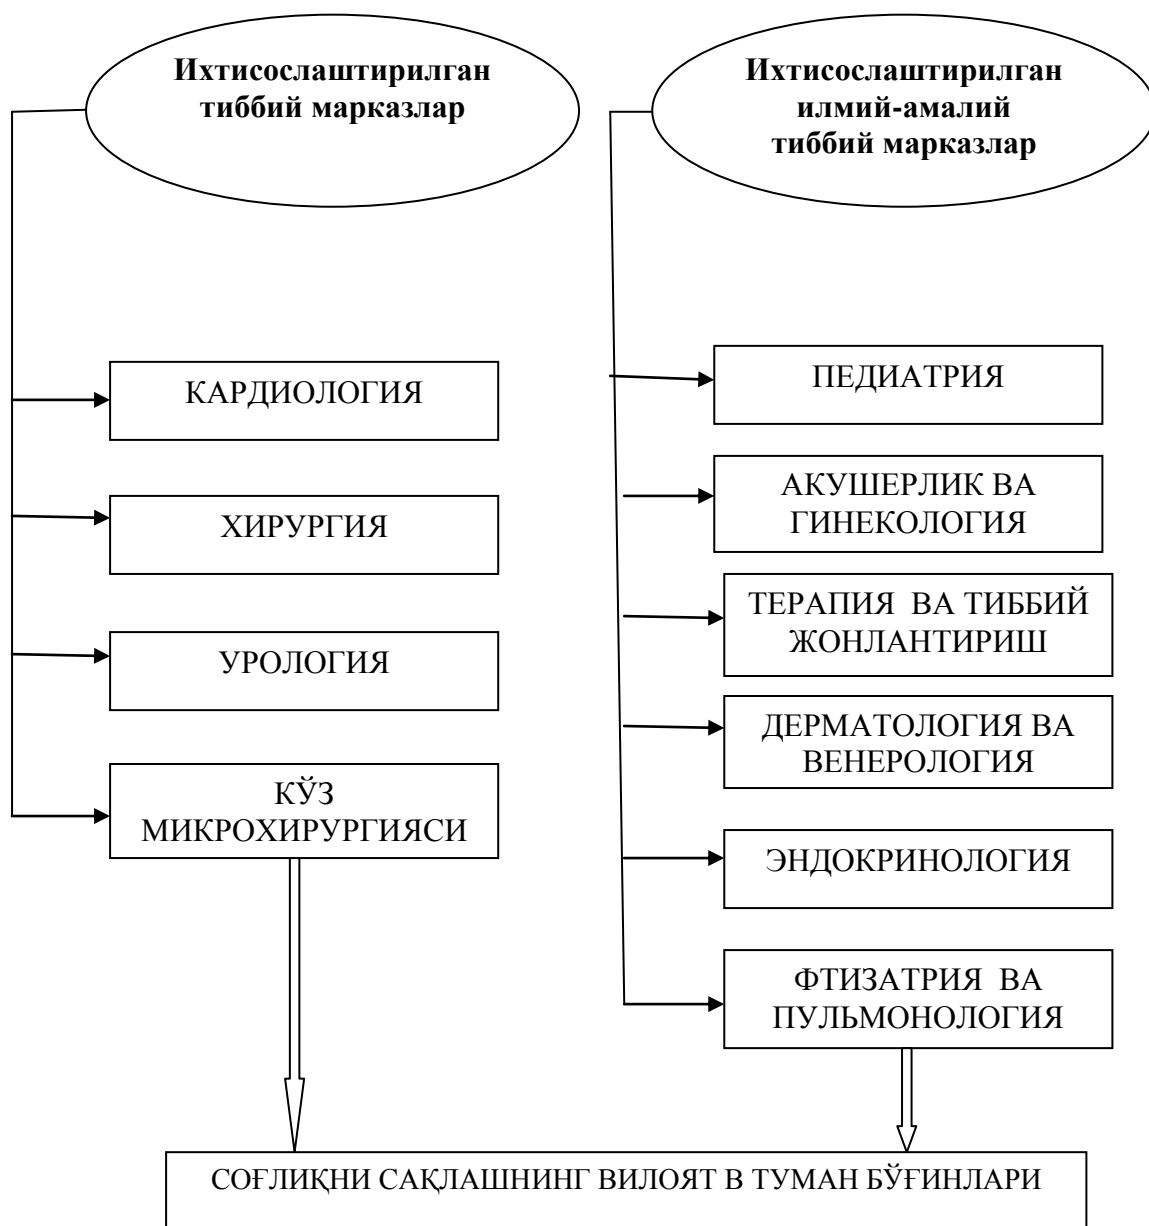 Ихтисослаштирилган
тиббий марказлар
КАРДИОЛОГИЯ
ХИРУРГИЯ
УРОЛОГИЯ
КЎЗ
МИКРОХИРУРГИЯСИ
Ихтисослаштирилган
илмий-амалий
тиббий марказлар
ПЕДИАТРИЯ
АКУШЕРЛИК ВА
ГИНЕКОЛОГИЯ
ТЕРАПИЯ ВА ТИББИЙ
ЖОНЛАНТИРИШ
ДЕРМАТОЛОГИЯ ВА
ВЕНЕРОЛОГИЯ
ЭНДОКРИНОЛОГИЯ
ФТИЗАТРИЯ ВА
ПУЛЬМОНОЛОГИЯ
СОҒЛИҚНИ САҚЛАШНИНГ ВИЛОЯТ В ТУМАН БЎҒИНЛАРИ